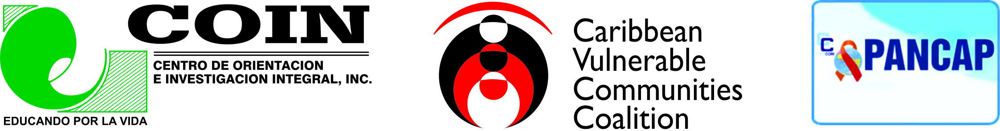 COIN
CENTRO DE ORIENTACION
E INVESTIGACION INTEGRAL, INC.
EDUCANDO POR LA VIDA
Caribbean
Vulnerable
Communities
Coalition
PANCAP